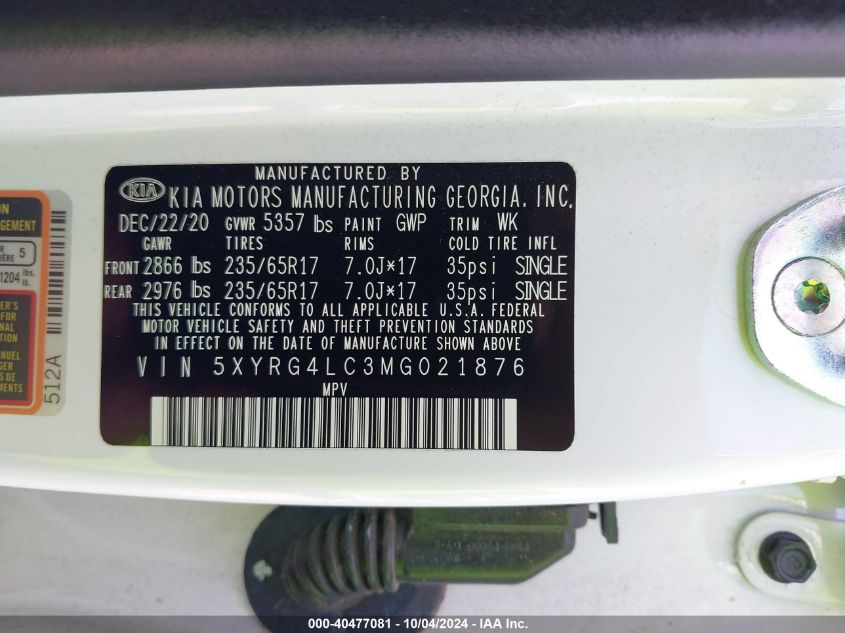 MANUFACTURED BY
KIA KIA MOTORS MANUFACTURING GEORGIA, INC.
DEC/22/20 GVWR 5357 lbs PAINT GWP TRIM WK
GAWR TIRES RIMS COLD TIRE INFL
FRONT 2866 lbs 235/65R17 7.0J*17 35psi SINGLE
REAR 2976 lbs 235/65R17 7.0J*17 35psi SINGLE
THIS VEHICLE CONFORMS TO ALL APPLICABLE U.S.A. FEDERAL
MOTOR VEHICLE SAFETY AND THEFT PREVENTION STANDARDS
IN EFFECT ON THE DATE OF MANUFACTURE SHOWN ABOVE
VIN 5XYRG4LC3MG021876
MPV
5
1204 lbs.
512A
000-40477081 - 10/04/2024 - IAA Inc.